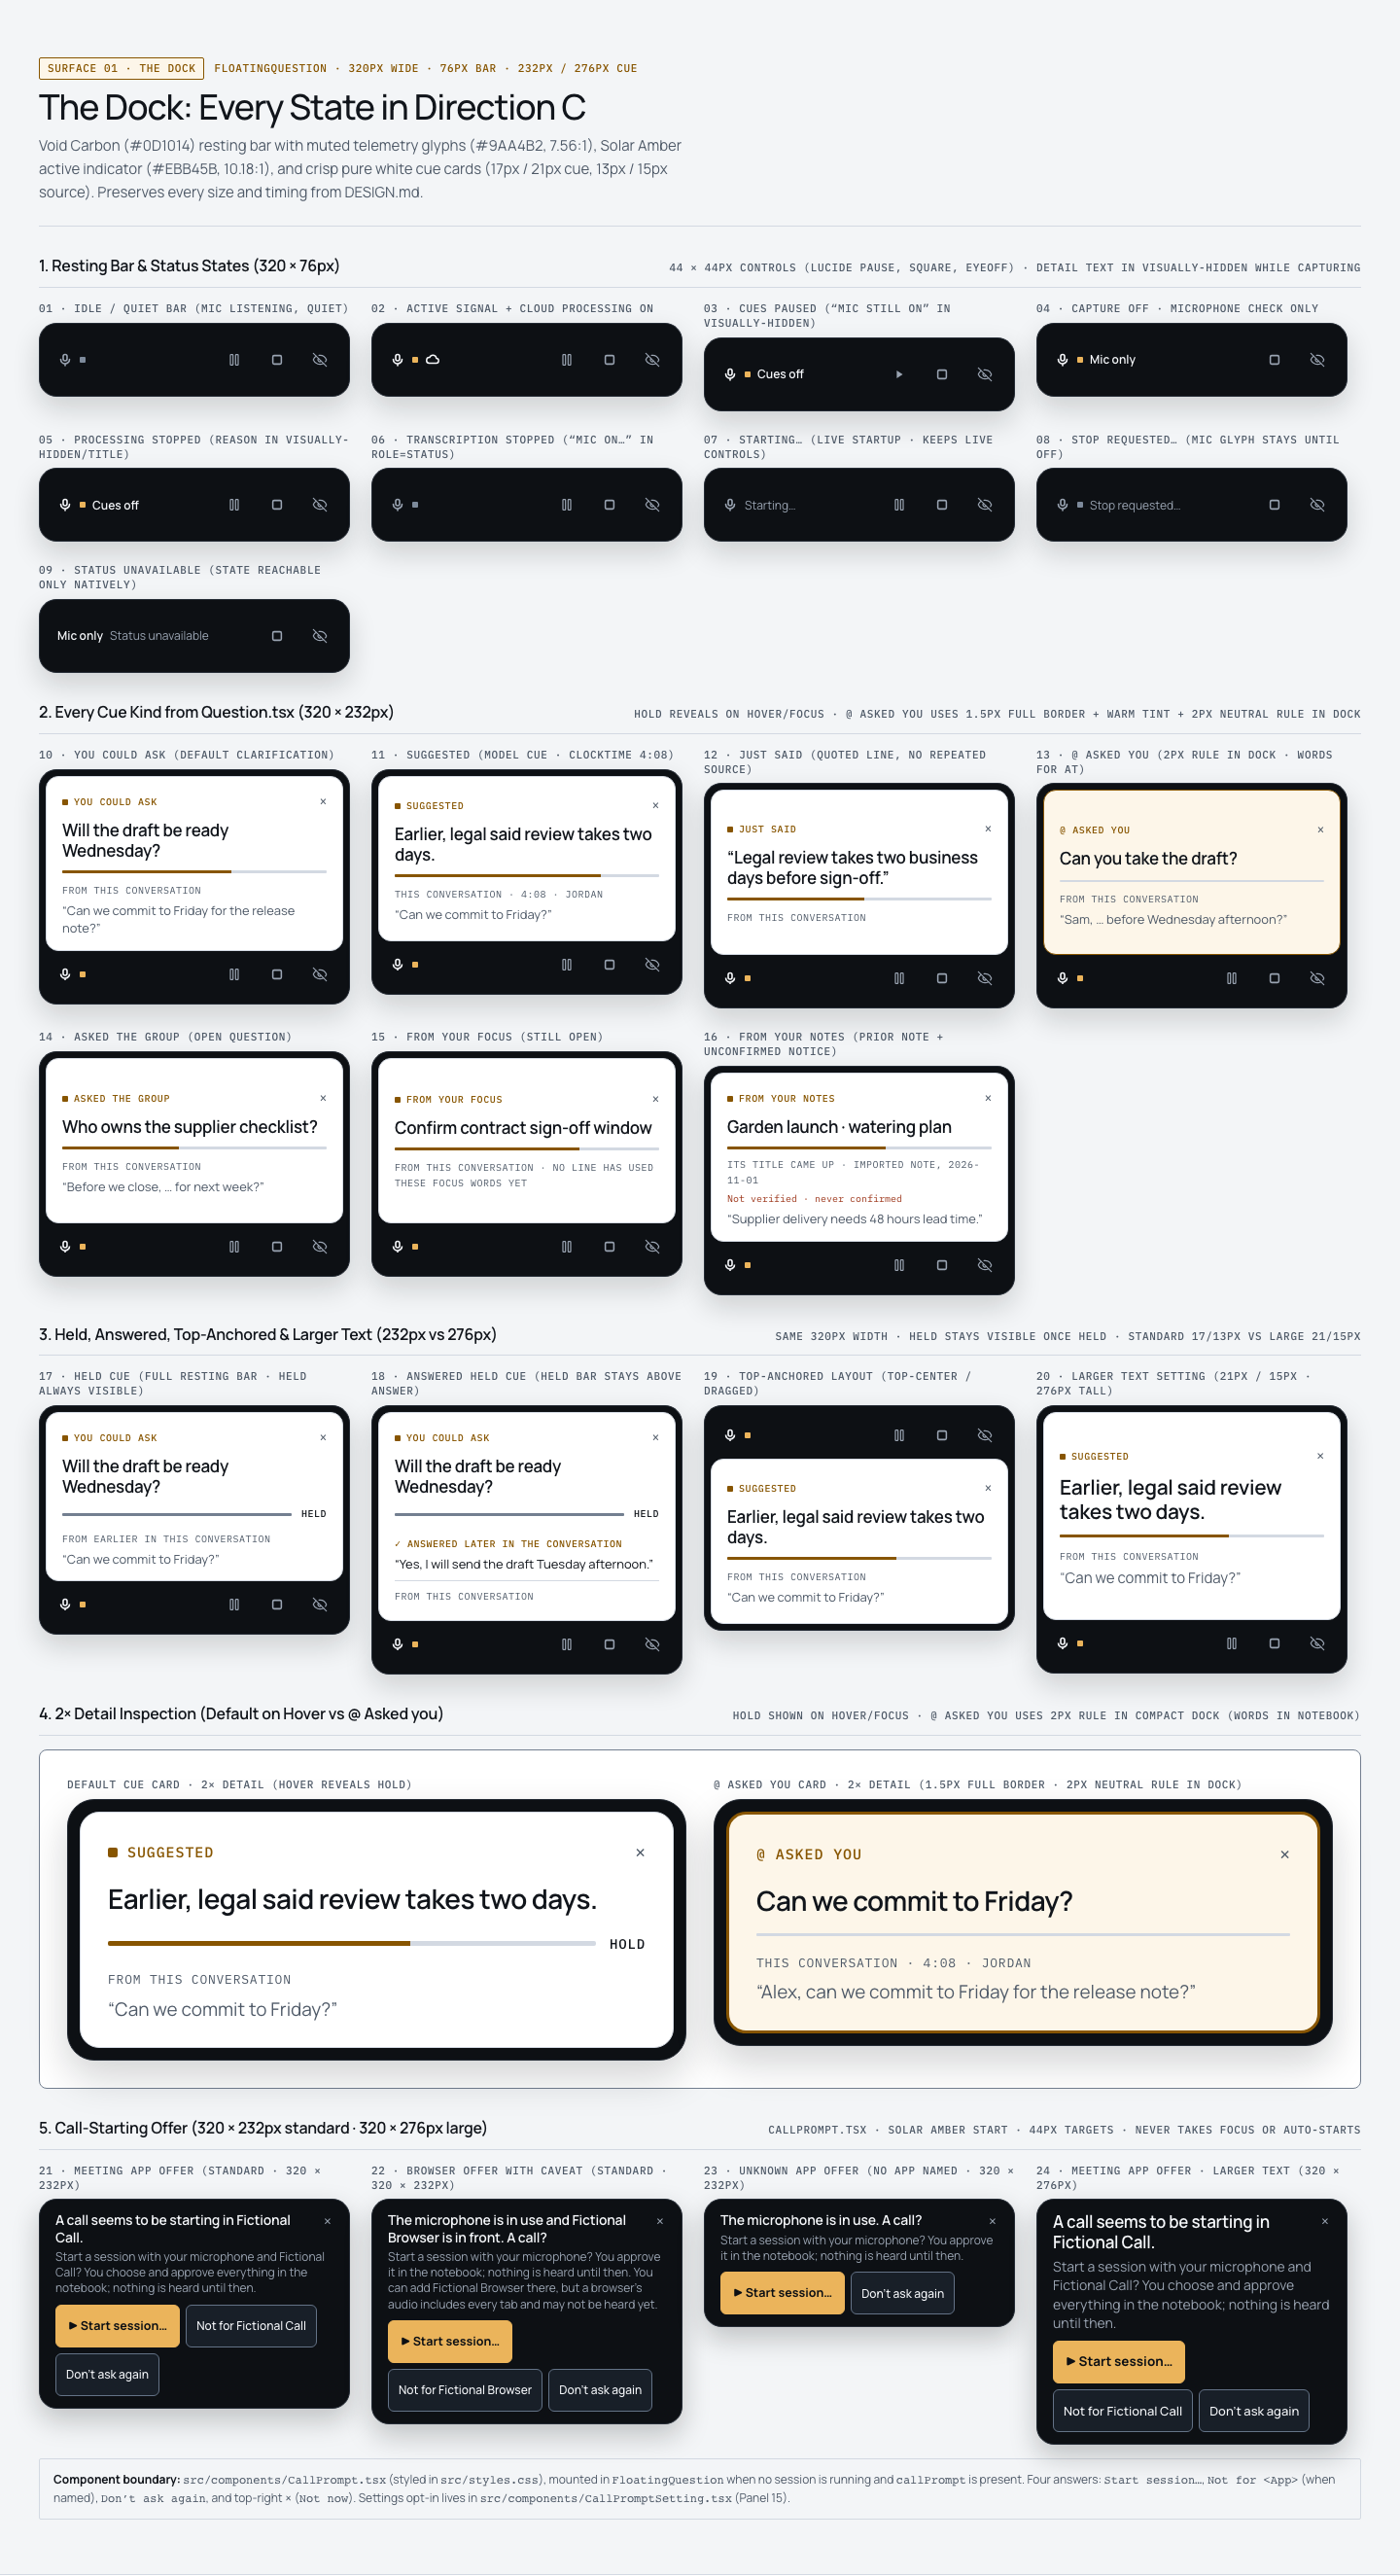 SURFACE 01 · THE DOCK
FLOATINGQUESTION · 320PX WIDE · 76PX BAR · 232PX / 276PX CUE
The Dock: Every State in Direction C
Void Carbon (#0D1014) resting bar with muted telemetry glyphs (#9AA4B2, 7.56:1), Solar Amber
active indicator (#EBB45B, 10.18:1), and crisp pure white cue cards (17px / 21px cue, 13px / 15px
source). Preserves every size and timing from DESIGN.md.
1. Resting Bar & Status States (320 × 76px)
44 × 44PX CONTROLS (LUCIDE PAUSE, SQUARE, EYEOFF) · DETAIL TEXT IN VISUALLY-HIDDEN WHILE CAPTURING
01 · IDLE / QUIET BAR (MIC LISTENING, QUIET)
02 · ACTIVE SIGNAL + CLOUD PROCESSING ON
03 · CUES PAUSED (“MIC STILL ON” IN
VISUALLY-HIDDEN)
Cues off
04 · CAPTURE OFF · MICROPHONE CHECK ONLY
Mic only
05 · PROCESSING STOPPED (REASON IN VISUALLY-
HIDDEN/TITLE)
Cues off
06 · TRANSCRIPTION STOPPED (“MIC ON…” IN
ROLE=STATUS)
07 · STARTING… (LIVE STARTUP · KEEPS LIVE
CONTROLS)
Starting…
08 · STOP REQUESTED… (MIC GLYPH STAYS UNTIL
OFF)
Stop requested…
09 · STATUS UNAVAILABLE (STATE REACHABLE
ONLY NATIVELY)
Mic only Status unavailable
2. Every Cue Kind from Question.tsx (320 × 232px)
HOLD REVEALS ON HOVER/FOCUS · @ ASKED YOU USES 1.5PX FULL BORDER + WARM TINT + 2PX NEUTRAL RULE IN DOCK
10 · YOU COULD ASK (DEFAULT CLARIFICATION)
YOU COULD ASK ×
Will the draft be ready
Wednesday?
FROM THIS CONVERSATION
“Can we commit to Friday for the release
note?”
11 · SUGGESTED (MODEL CUE · CLOCKTIME 4:08)
SUGGESTED ×
Earlier, legal said review takes two
days.
THIS CONVERSATION · 4:08 · JORDAN
“Can we commit to Friday?”
12 · JUST SAID (QUOTED LINE, NO REPEATED
SOURCE)
JUST SAID ×
“Legal review takes two business
days before sign-off.”
FROM THIS CONVERSATION
13 · @ ASKED YOU (2PX RULE IN DOCK · WORDS
FOR AT)
@ ASKED YOU ×
Can you take the draft?
FROM THIS CONVERSATION
“Sam, … before Wednesday afternoon?”
14 · ASKED THE GROUP (OPEN QUESTION)
ASKED THE GROUP ×
Who owns the supplier checklist?
FROM THIS CONVERSATION
“Before we close, … for next week?”
15 · FROM YOUR FOCUS (STILL OPEN)
FROM YOUR FOCUS ×
Confirm contract sign-off window
FROM THIS CONVERSATION · NO LINE HAS USED
THESE FOCUS WORDS YET
16 · FROM YOUR NOTES (PRIOR NOTE +
UNCONFIRMED NOTICE)
FROM YOUR NOTES ×
Garden launch · watering plan
ITS TITLE CAME UP · IMPORTED NOTE, 2026-
11-01
Not verified · never confirmed
“Supplier delivery needs 48 hours lead time.”
3. Held, Answered, Top-Anchored & Larger Text (232px vs 276px)
SAME 320PX WIDTH · HELD STAYS VISIBLE ONCE HELD · STANDARD 17/13PX VS LARGE 21/15PX
17 · HELD CUE (FULL RESTING BAR · HELD
ALWAYS VISIBLE)
YOU COULD ASK ×
Will the draft be ready
Wednesday?
HELD
FROM EARLIER IN THIS CONVERSATION
“Can we commit to Friday?”
18 · ANSWERED HELD CUE (HELD BAR STAYS ABOVE
ANSWER)
YOU COULD ASK ×
Will the draft be ready
Wednesday?
HELD
✓ ANSWERED LATER IN THE CONVERSATION
“Yes, I will send the draft Tuesday afternoon.”
FROM THIS CONVERSATION
19 · TOP-ANCHORED LAYOUT (TOP-CENTER /
DRAGGED)
SUGGESTED ×
Earlier, legal said review takes two
days.
FROM THIS CONVERSATION
“Can we commit to Friday?”
20 · LARGER TEXT SETTING (21PX / 15PX ·
276PX TALL)
SUGGESTED ×
Earlier, legal said review
takes two days.
FROM THIS CONVERSATION
“Can we commit to Friday?”
4. 2× Detail Inspection (Default on Hover vs @ Asked you)
HOLD SHOWN ON HOVER/FOCUS · @ ASKED YOU USES 2PX RULE IN COMPACT DOCK (WORDS IN NOTEBOOK)
DEFAULT CUE CARD · 2× DETAIL (HOVER REVEALS HOLD)
SUGGESTED ×
Earlier, legal said review takes two days.
HOLD
FROM THIS CONVERSATION
“Can we commit to Friday?”
@ ASKED YOU CARD · 2× DETAIL (1.5PX FULL BORDER · 2PX NEUTRAL RULE IN DOCK)
@ ASKED YOU ×
Can we commit to Friday?
THIS CONVERSATION · 4:08 · JORDAN
“Alex, can we commit to Friday for the release note?”
5. Call-Starting Offer (320 × 232px standard · 320 × 276px large)
CALLPROMPT.TSX · SOLAR AMBER START · 44PX TARGETS · NEVER TAKES FOCUS OR AUTO-STARTS
21 · MEETING APP OFFER (STANDARD · 320 ×
232PX)
A call seems to be starting in Fictional ×
Call.
Start a session with your microphone and Fictional
Call? You choose and approve everything in the
notebook; nothing is heard until then.
Start session…
Not for Fictional Call
Don’t ask again
22 · BROWSER OFFER WITH CAVEAT (STANDARD ·
320 × 232PX)
The microphone is in use and Fictional ×
Browser is in front. A call?
Start a session with your microphone? You approve
it in the notebook; nothing is heard until then. You
can add Fictional Browser there, but a browser’s
audio includes every tab and may not be heard yet.
Start session…
Not for Fictional Browser
Don’t ask again
23 · UNKNOWN APP OFFER (NO APP NAMED · 320 ×
232PX)
The microphone is in use. A call? ×
Start a session with your microphone? You approve
it in the notebook; nothing is heard until then.
Start session…
Don’t ask again
24 · MEETING APP OFFER · LARGER TEXT (320 ×
276PX)
A call seems to be starting in ×
Fictional Call.
Start a session with your microphone and
Fictional Call? You choose and approve
everything in the notebook; nothing is heard
until then.
Start session…
Not for Fictional Call
Don’t ask again
Component boundary: src/components/CallPrompt.tsx (styled in src/styles.css), mounted in FloatingQuestion when no session is running and callPrompt is present. Four answers: Start session…, Not for <App> (when
named), Don’t ask again, and top-right × (Not now). Settings opt-in lives in src/components/CallPromptSetting.tsx (Panel 15).